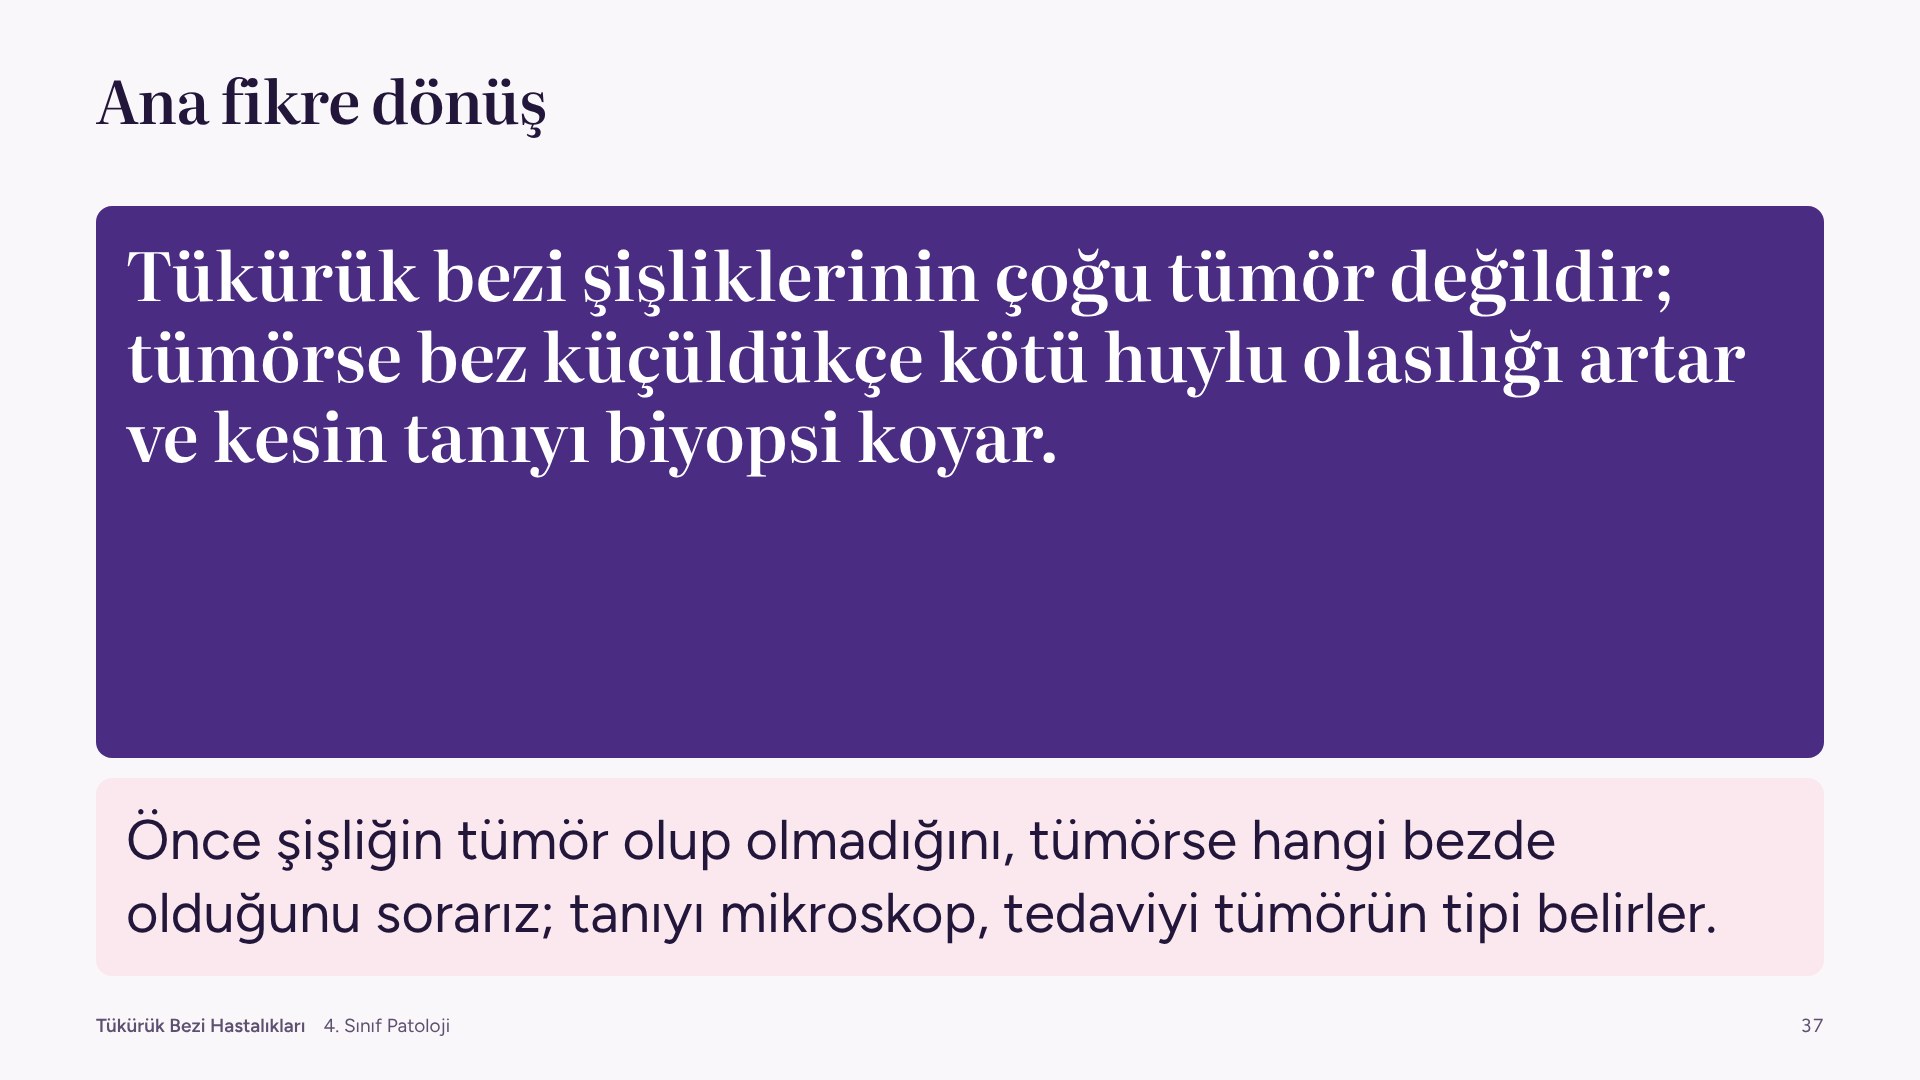 Ana fikre dönüş
Tükürük bezi şişliklerinin çoğu tümör değildir;
tümörse bez küçüldükçe kötü huylu olasılığı artar
ve kesin tanıyı biyopsi koyar.
Önce şişliğin tümör olup olmadığını, tümörse hangi bezde
olduğunu sorarız; tanıyı mikroskop, tedaviyi tümörün tipi belirler.
Tükürük Bezi Hastalıkları 4. Sınıf Patoloji
37